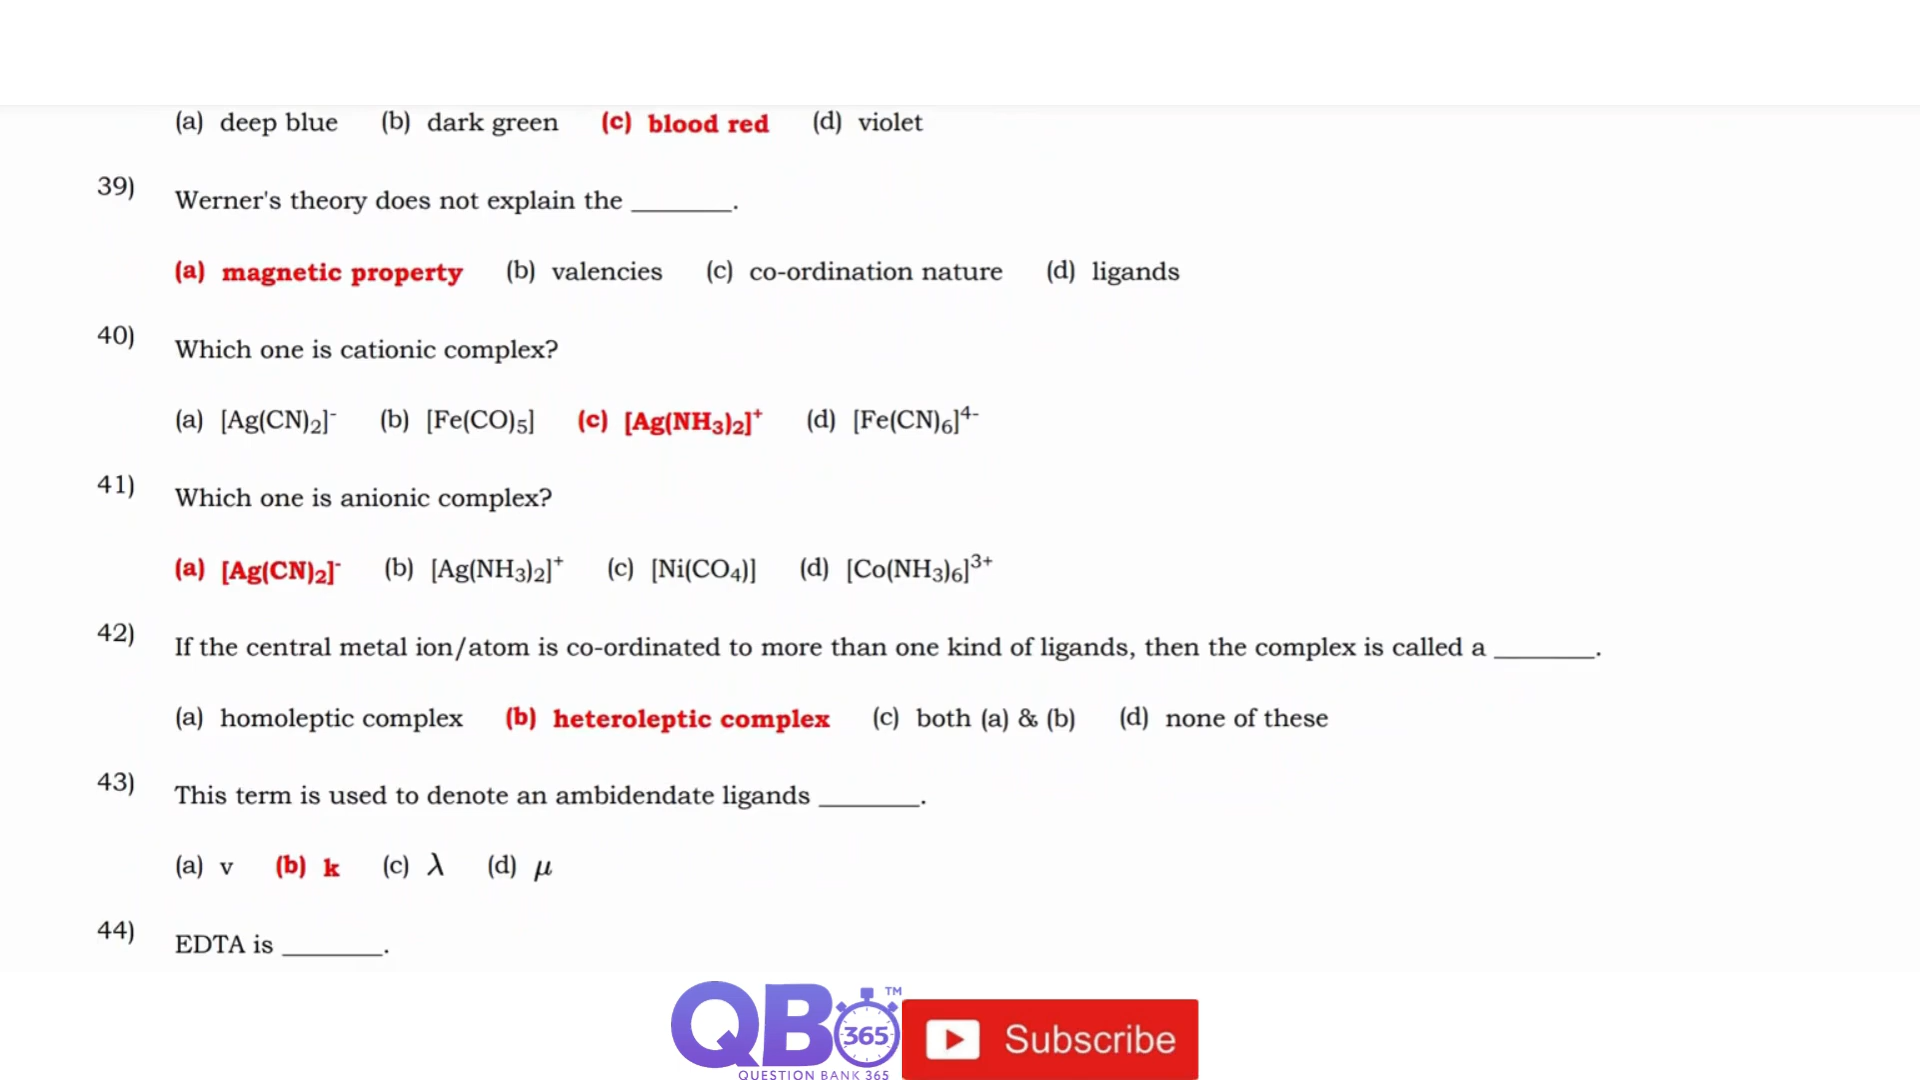 (a) deep blue (b) dark green (c) blood red (d) violet
39) Werner's theory does not explain the ________.
(a) magnetic property (b) valencies (c) co-ordination nature (d) ligands
40) Which one is cationic complex?
(a) [Ag(CN)₂]⁻ (b) [Fe(CO)₅] (c) [Ag(NH₃)₂]⁺ (d) [Fe(CN)₆]⁴⁻
41) Which one is anionic complex?
(a) [Ag(CN)₂]⁻ (b) [Ag(NH₃)₂]⁺ (c) [Ni(CO₄)] (d) [Co(NH₃)₆]³⁺
42) If the central metal ion/atom is co-ordinated to more than one kind of ligands, then the complex is called a ________.
(a) homoleptic complex (b) heteroleptic complex (c) both (a) & (b) (d) none of these
43) This term is used to denote an ambidendate ligands ________.
(a) v (b) k (c) λ (d) μ
44) EDTA is ________.
QB365™
QUESTION BANK 365
Subscribe